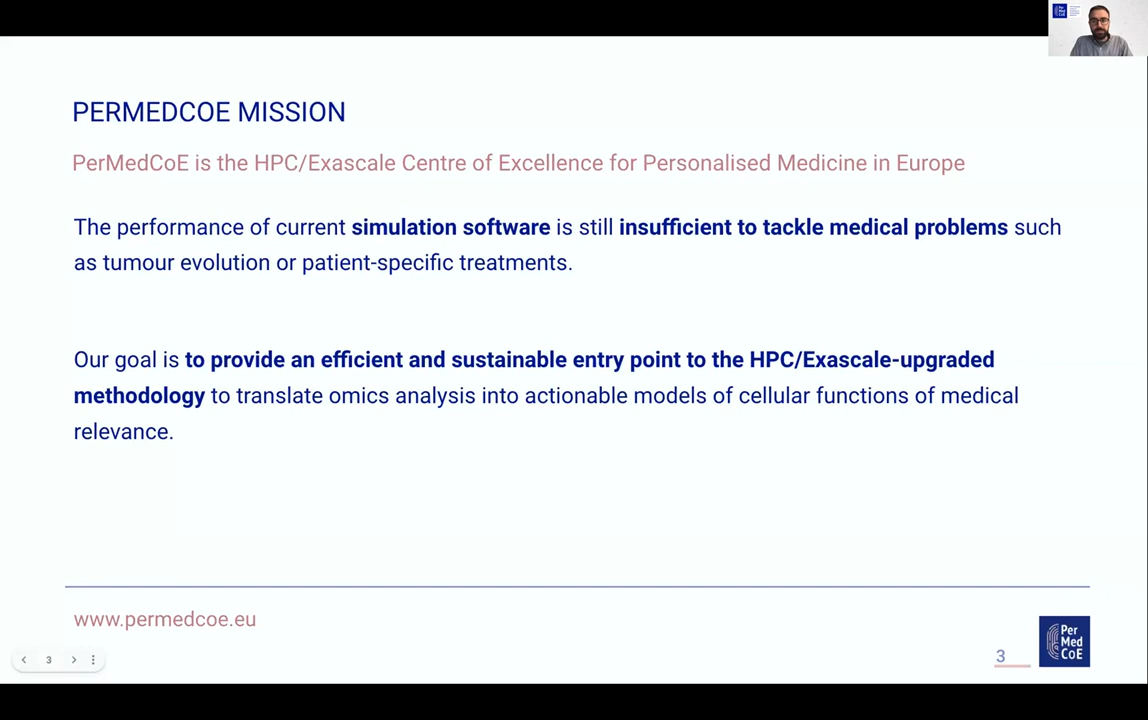 Per
Med
CoE
PERMEDCOE MISSION
PerMedCoE is the HPC/Exascale Centre of Excellence for Personalised Medicine in Europe
The performance of current simulation software is still insufficient to tackle medical problems such
as tumour evolution or patient-specific treatments.
Our goal is to provide an efficient and sustainable entry point to the HPC/Exascale-upgraded
methodology to translate omics analysis into actionable models of cellular functions of medical
relevance.
www.permedcoe.eu
3
3
Per
Med
CoE